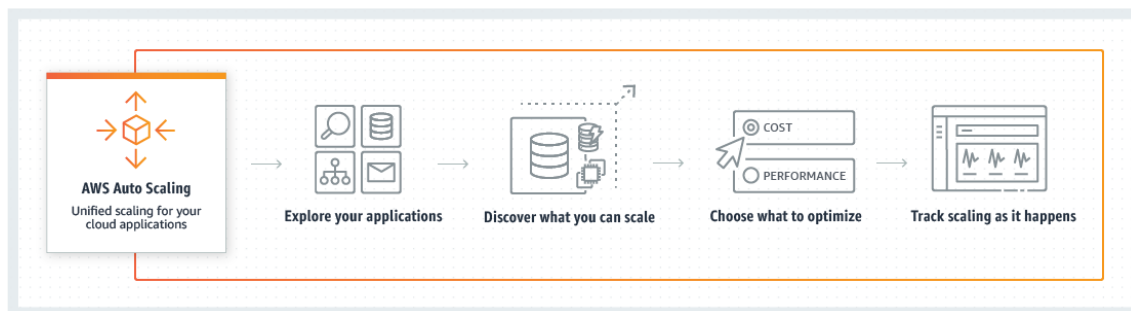 AWS Auto Scaling
Unified scaling for your
cloud applications
Explore your applications
Discover what you can scale
COST
PERFORMANCE
Choose what to optimize
Track scaling as it happens